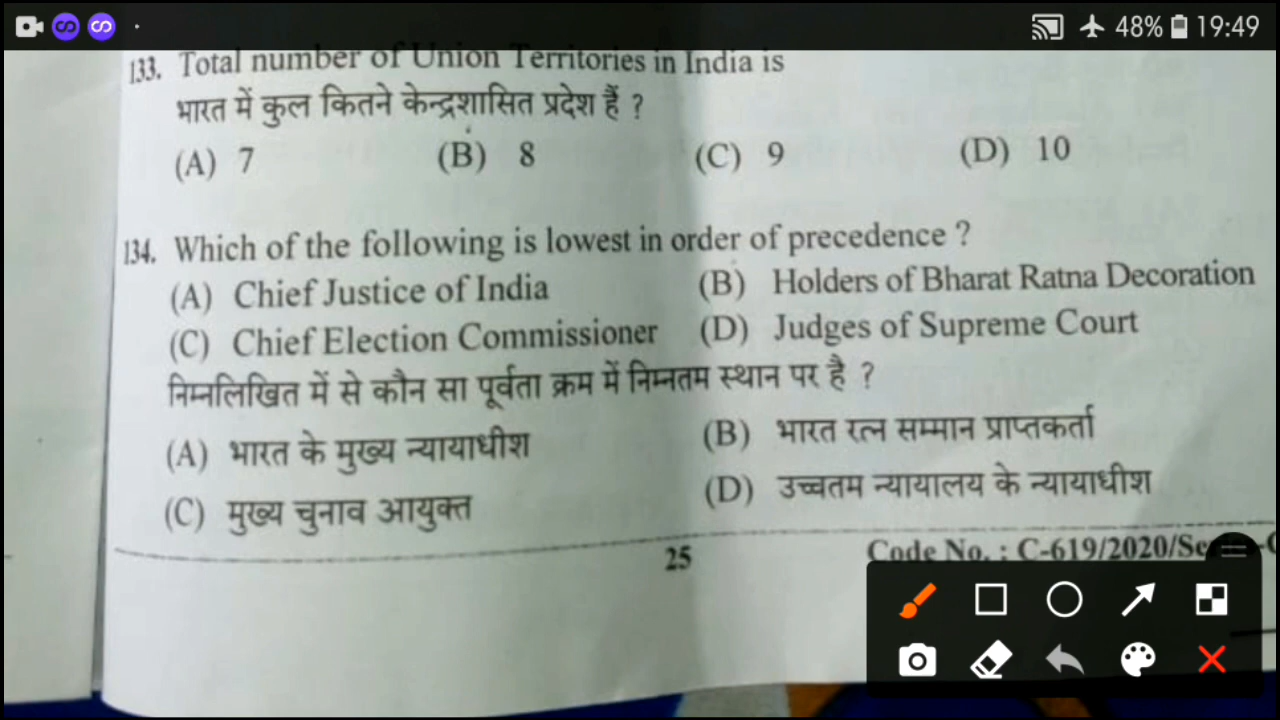 48% 19:49
133. Total number of Union Territories in India is
भारत में कुल कितने केन्द्रशासित प्रदेश हैं ?
(A) 7 (B) 8 (C) 9 (D) 10
134. Which of the following is lowest in order of precedence ?
(A) Chief Justice of India (B) Holders of Bharat Ratna Decoration
(C) Chief Election Commissioner (D) Judges of Supreme Court
निम्नलिखित में से कौन सा पूर्वता क्रम में निम्नतम स्थान पर है ?
(A) भारत के मुख्य न्यायाधीश (B) भारत रत्न सम्मान प्राप्तकर्ता
(C) मुख्य चुनाव आयुक्त (D) उच्चतम न्यायालय के न्यायाधीश
25 Code No. : C-619/2020/